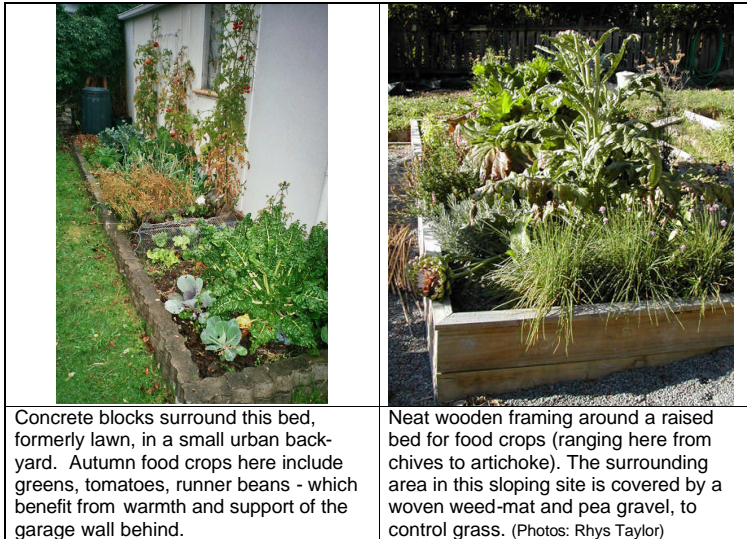 Concrete blocks surround this bed,
formerly lawn, in a small urban back-
yard.  Autumn food crops here include
greens, tomatoes, runner beans - which
benefit from warmth and support of the
garage wall behind.
Neat wooden framing around a raised
bed for food crops (ranging here from
chives to artichoke). The surrounding
area in this sloping site is covered by a
woven weed-mat and pea gravel, to
control grass. (Photos: Rhys Taylor)